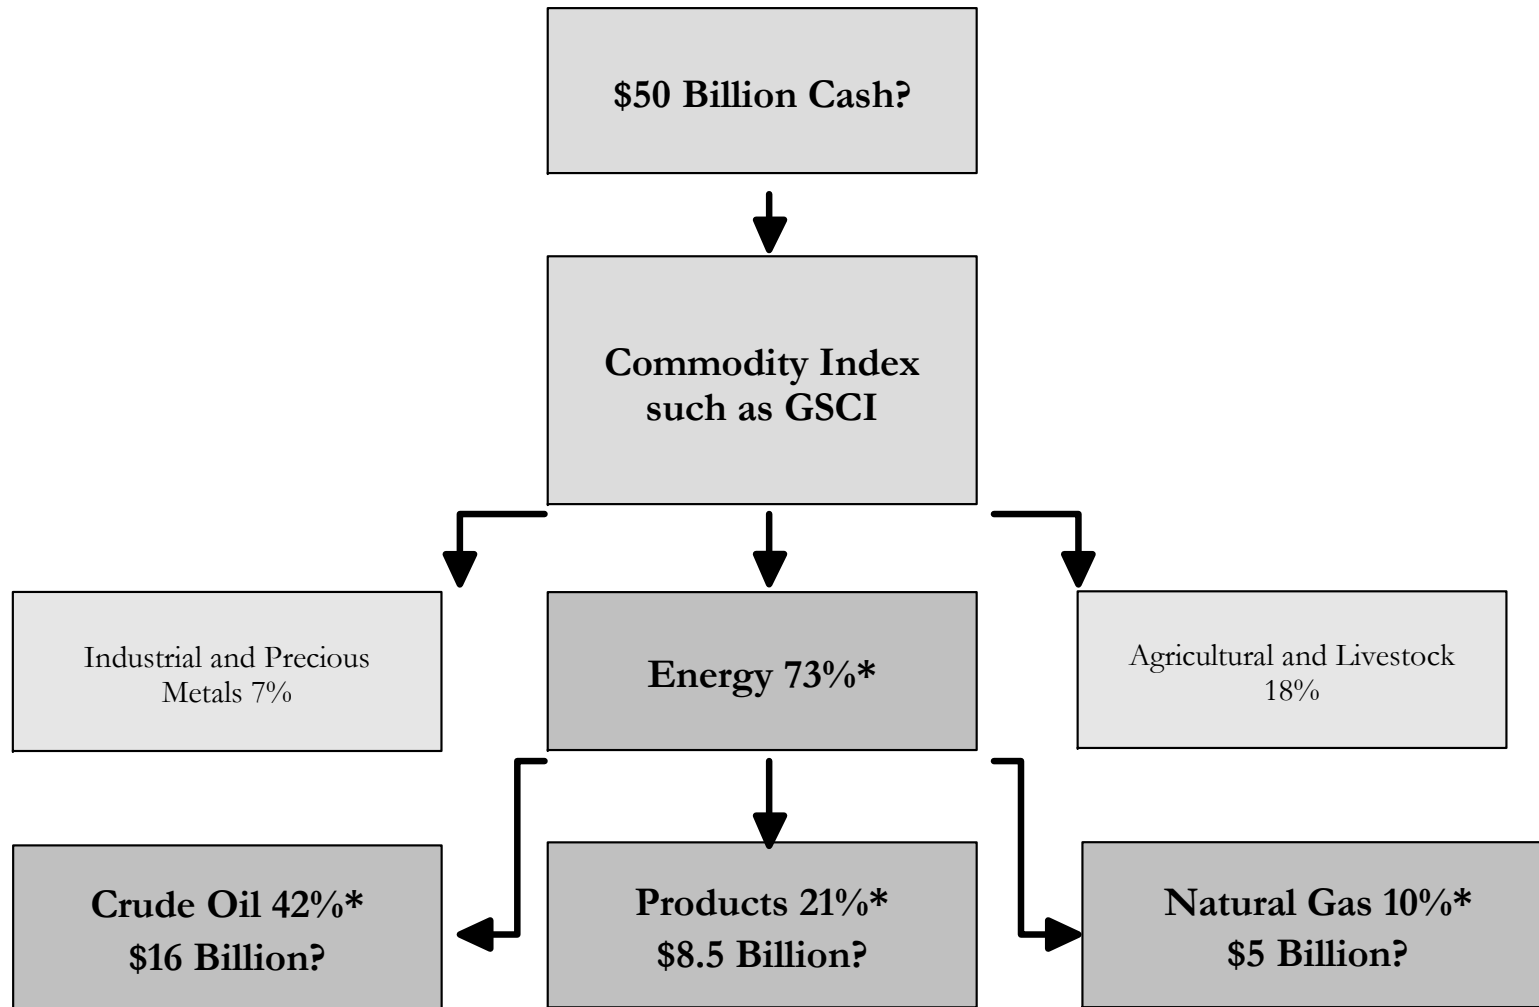 $50 Billion Cash?
Commodity Index
such as GSCI
Industrial and Precious
Metals 7%
Energy 73%*
Agricultural and Livestock
18%
Crude Oil 42%*
$16 Billion?
Products 21%*
$8.5 Billion?
Natural Gas 10%*
$5 Billion?